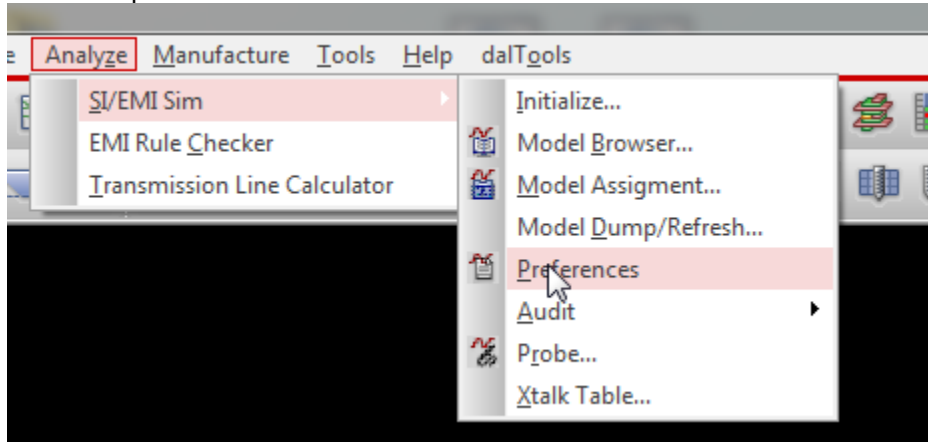 e Analyze Manufacture Tools Help dalTools
SI/EMI Sim
EMI Rule Checker
Transmission Line Calculator
Initialize...
Model Browser...
Model Assigment...
Model Dump/Refresh...
Preferences
Audit
Probe...
Xtalk Table...